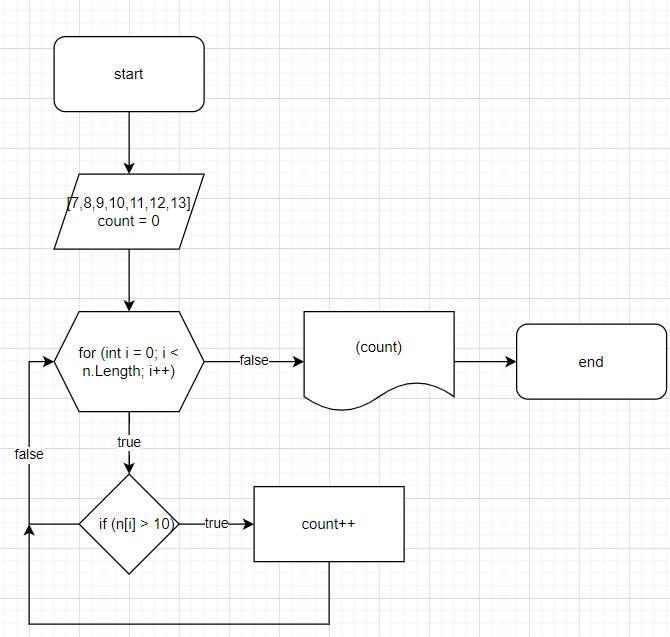 start
[7,8,9,10,11,12,13]
count = 0
for (int i = 0; i <
n.Length; i++)
false
(count)
end
true
false
if (n[i] > 10)
true
count++